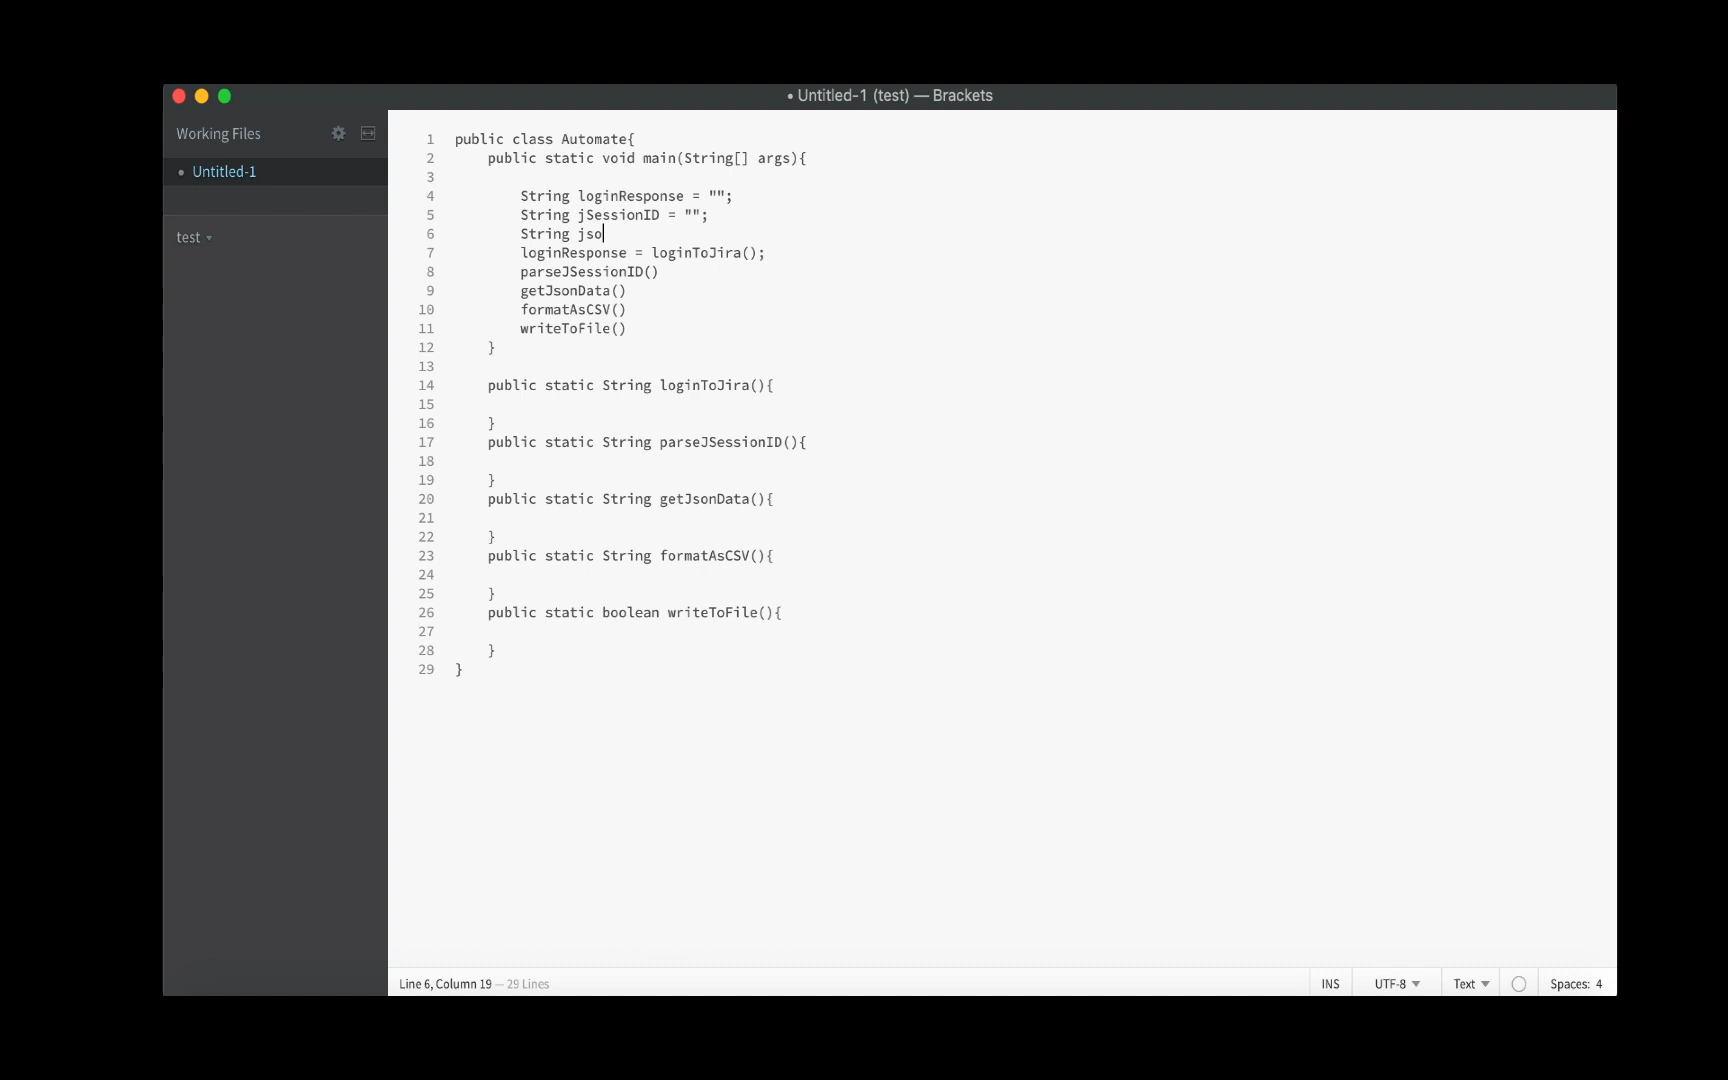 • Untitled-1 (test) — Brackets
Working Files
• Untitled-1
test
1 public class Automate{
2     public static void main(String[] args){
3
4         String loginResponse = "";
5         String jSessionID = "";
6         String jso
7         loginResponse = loginToJira();
8         parseJSessionID()
9         getJsonData()
10         formatAsCSV()
11         writeToFile()
12     }
13
14     public static String loginToJira(){
15
16     }
17     public static String parseJSessionID(){
18
19     }
20     public static String getJsonData(){
21
22     }
23     public static String formatAsCSV(){
24
25     }
26     public static boolean writeToFile(){
27
28     }
29 }
Line 6, Column 19 — 29 Lines INS UTF-8 Text Spaces: 4